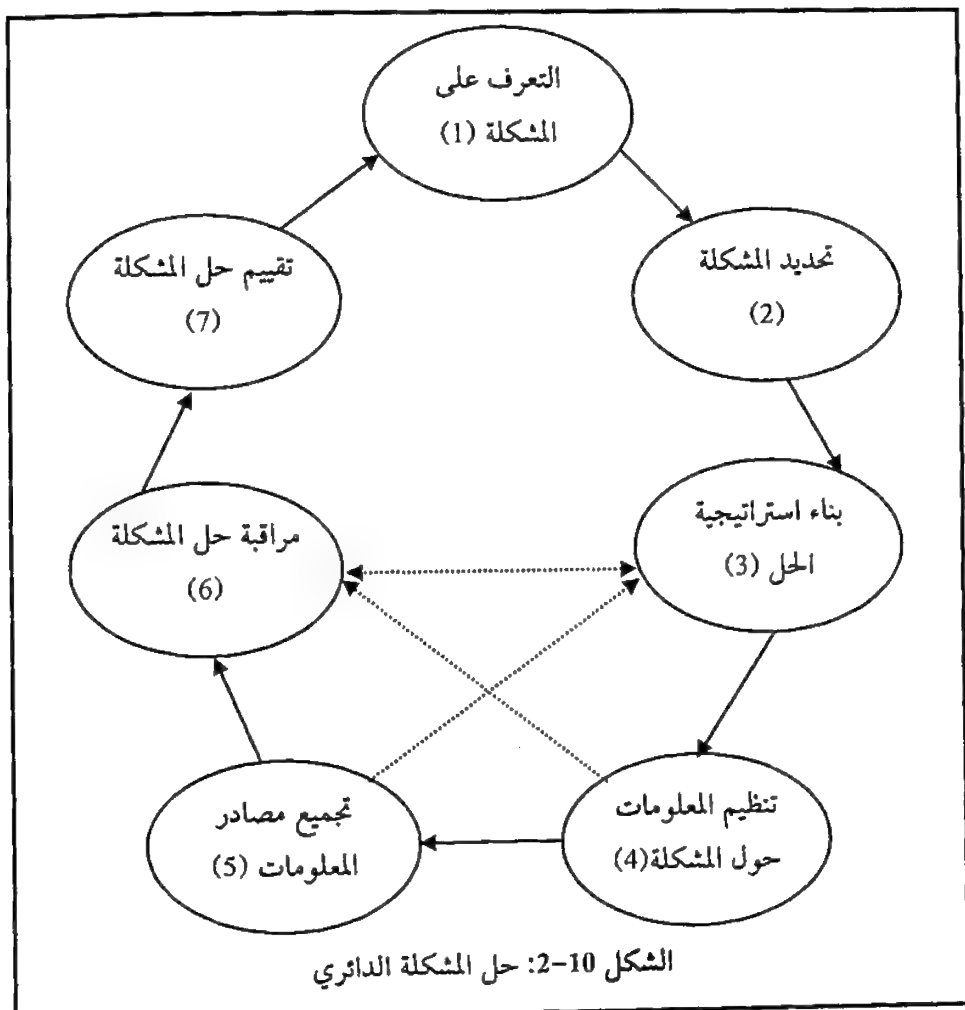 التعرف على
المشكلة (1)
تحديد المشكلة
(2)
بناء استراتيجية
الحل (3)
تنظيم المعلومات
حول المشكلة(4)
تجميع مصادر
المعلومات (5)
مراقبة حل المشكلة
(6)
تقييم حل المشكلة
(7)
الشكل 10-2: حل المشكلة الدائري